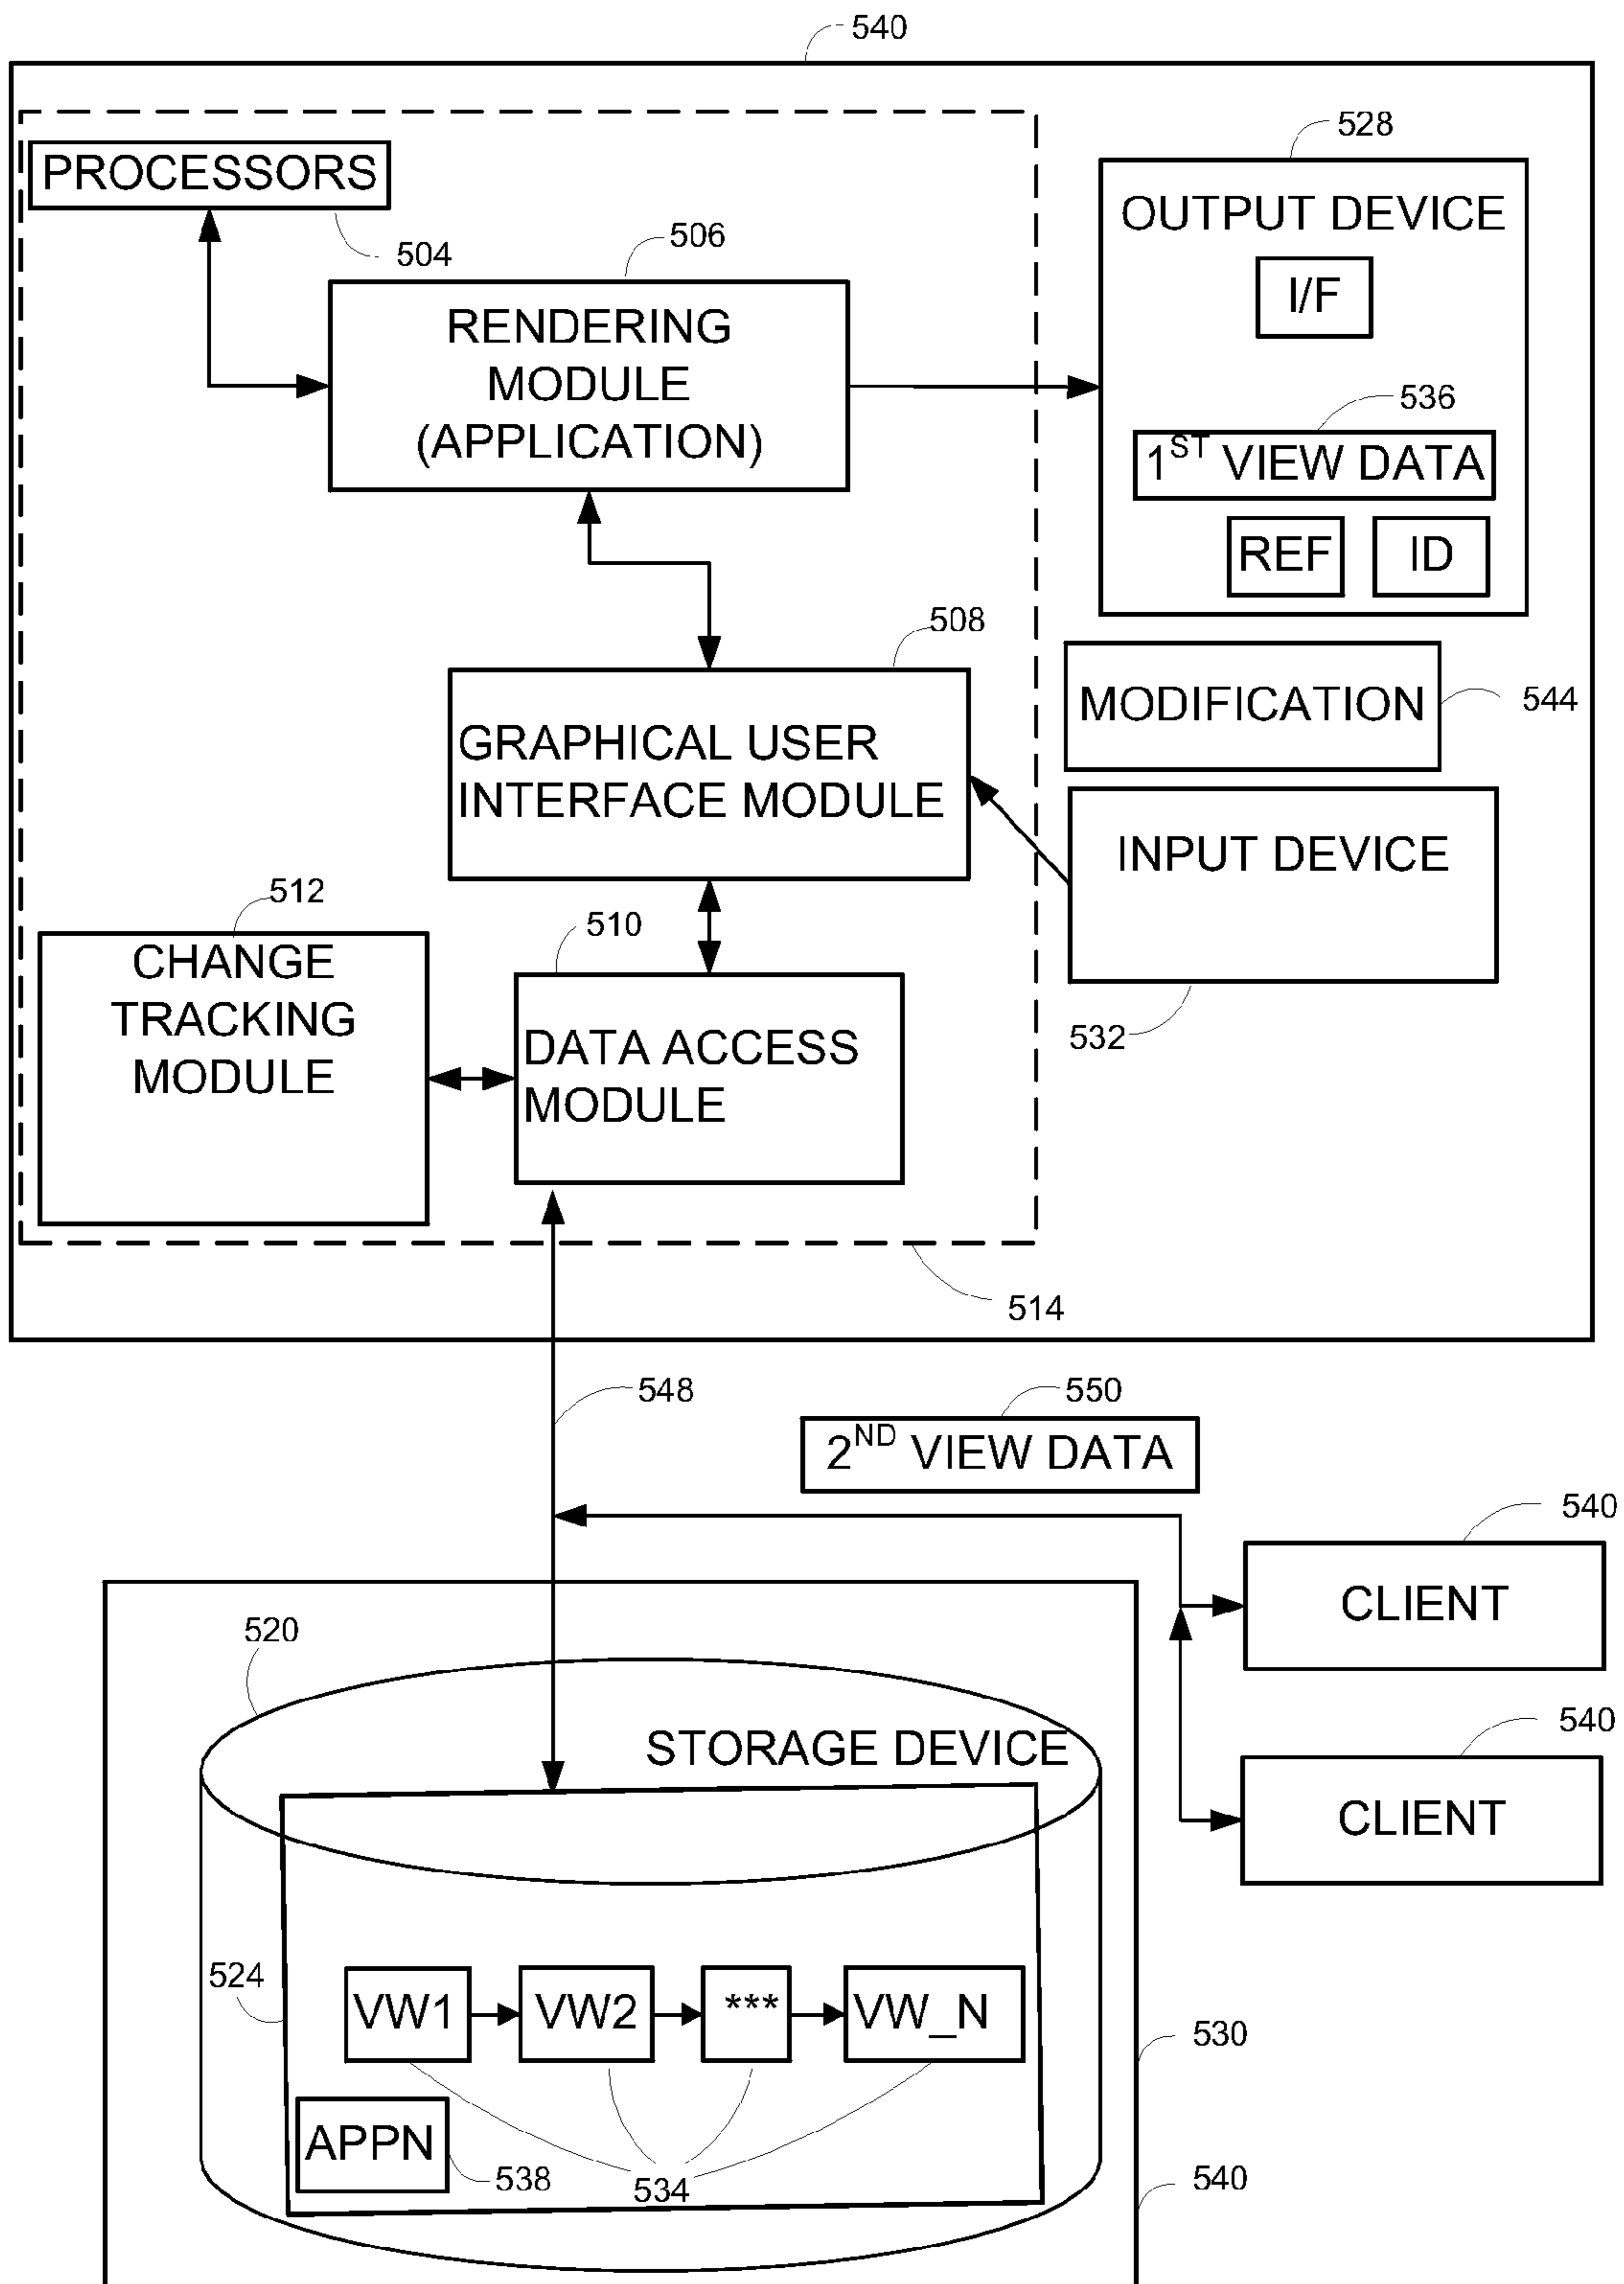 540
PROCESSORS
504
506
RENDERING
MODULE
(APPLICATION)
528
OUTPUT DEVICE
I/F
536
1ST VIEW DATA
REF
ID
508
GRAPHICAL USER
INTERFACE MODULE
MODIFICATION
544
INPUT DEVICE
532
512
CHANGE
TRACKING
MODULE
510
DATA ACCESS
MODULE
514
548
550
2ND VIEW DATA
540
CLIENT
540
CLIENT
520
STORAGE DEVICE
524
VW1
VW2
***
VW_N
APPN
538
534
530
540